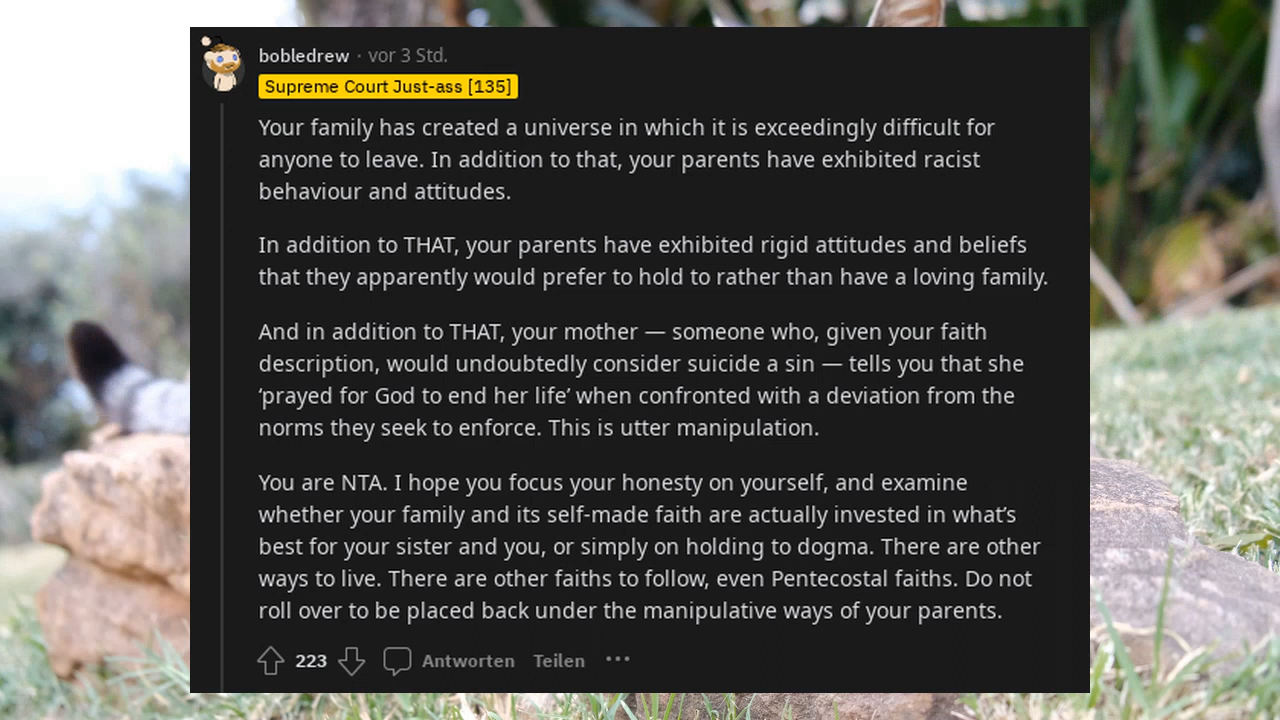 bobledrew · vor 3 Std.
Supreme Court Just-ass [135]
Your family has created a universe in which it is exceedingly difficult for
anyone to leave. In addition to that, your parents have exhibited racist
behaviour and attitudes.
In addition to THAT, your parents have exhibited rigid attitudes and beliefs
that they apparently would prefer to hold to rather than have a loving family.
And in addition to THAT, your mother — someone who, given your faith
description, would undoubtedly consider suicide a sin — tells you that she
‘prayed for God to end her life’ when confronted with a deviation from the
norms they seek to enforce. This is utter manipulation.
You are NTA. I hope you focus your honesty on yourself, and examine
whether your family and its self-made faith are actually invested in what’s
best for your sister and you, or simply on holding to dogma. There are other
ways to live. There are other faiths to follow, even Pentecostal faiths. Do not
roll over to be placed back under the manipulative ways of your parents.
223 Antworten Teilen •••